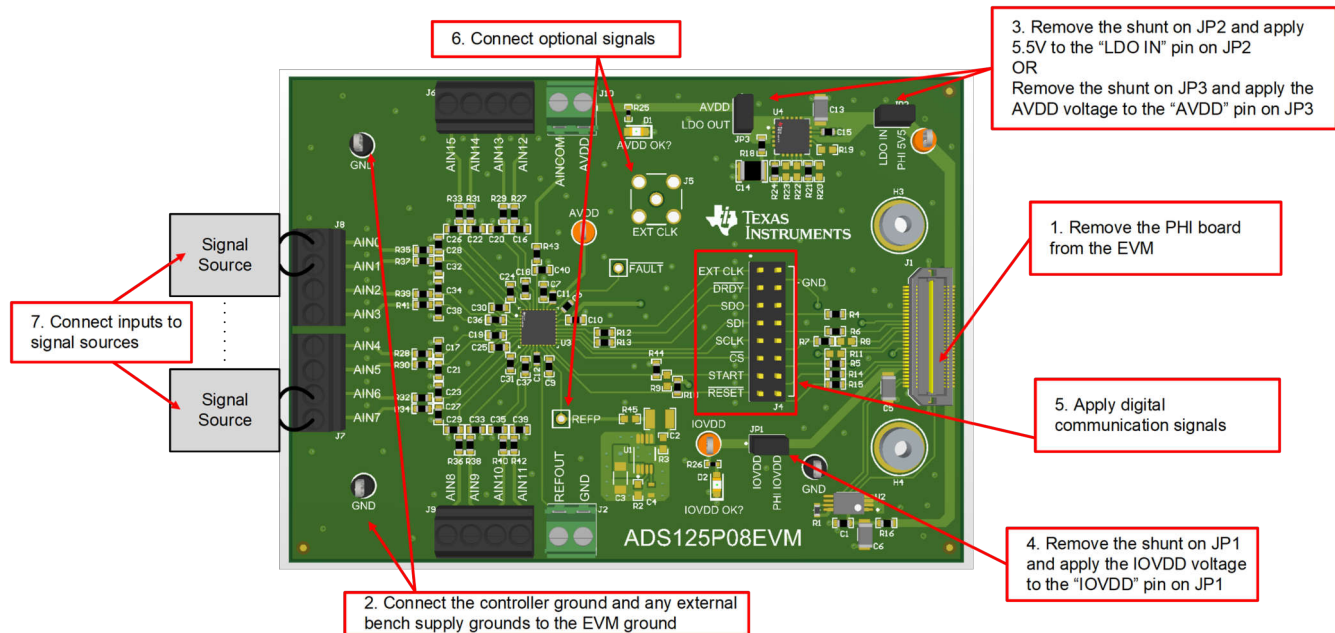 6. Connect optional signals
3. Remove the shunt on JP2 and apply
5.5V to the “LDO IN” pin on JP2
OR
Remove the shunt on JP3 and apply the
AVDD voltage to the “AVDD” pin on JP3
1. Remove the PHI board
from the EVM
5. Apply digital
communication signals
4. Remove the shunt on JP1
and apply the IOVDD voltage
to the “IOVDD” pin on JP1
2. Connect the controller ground and any external
bench supply grounds to the EVM ground
7. Connect inputs to
signal sources
Signal
Source
Signal
Source
J6
AIN15
AIN14
AIN13
AIN12
J10
AINCOM
AVDD
R25
D1
AVDD OK?
AVDD
LDO OUT
JP3
U4
C13
C15
R18
R19
C14
R24
R23
R22
R21
R20
LDO IN
PHI 5V5
GND
J5
EXT CLK
TEXAS
INSTRUMENTS
H3
J1
J8
AIN0
AIN1
AIN2
AIN3
AIN4
AIN5
AIN6
AIN7
J7
R35
R37
R39
R41
R28
R30
R32
R34
R33
R31
R29
R27
C26
C22
C20
C16
C28
C32
C34
C38
C17
C21
C23
C27
C29
C33
C35
C39
R36
R38
R40
R42
AVDD
R43
C40
C18
C24
C7
C11
C30
C36
C19
C25
C31
C37
C12
C9
U3
C10
R12
R13
FAULT
R44
R9
EXT CLK
DRDY
SDO
SDI
SCLK
CS
START
RESET
GND
J4
R4
R6
R7
R8
R11
R5
R14
R15
C5
REFP
R45
C2
R3
U1
C3
R2
C4
IOVDD
R26
D2
IOVDD OK?
JP1
IOVDD
PHI IOVDD
GND
H4
U2
R1
C1
R16
C6
GND
AIN8
AIN9
AIN10
AIN11
J9
REFOUT
GND
J2
ADS125P08EVM